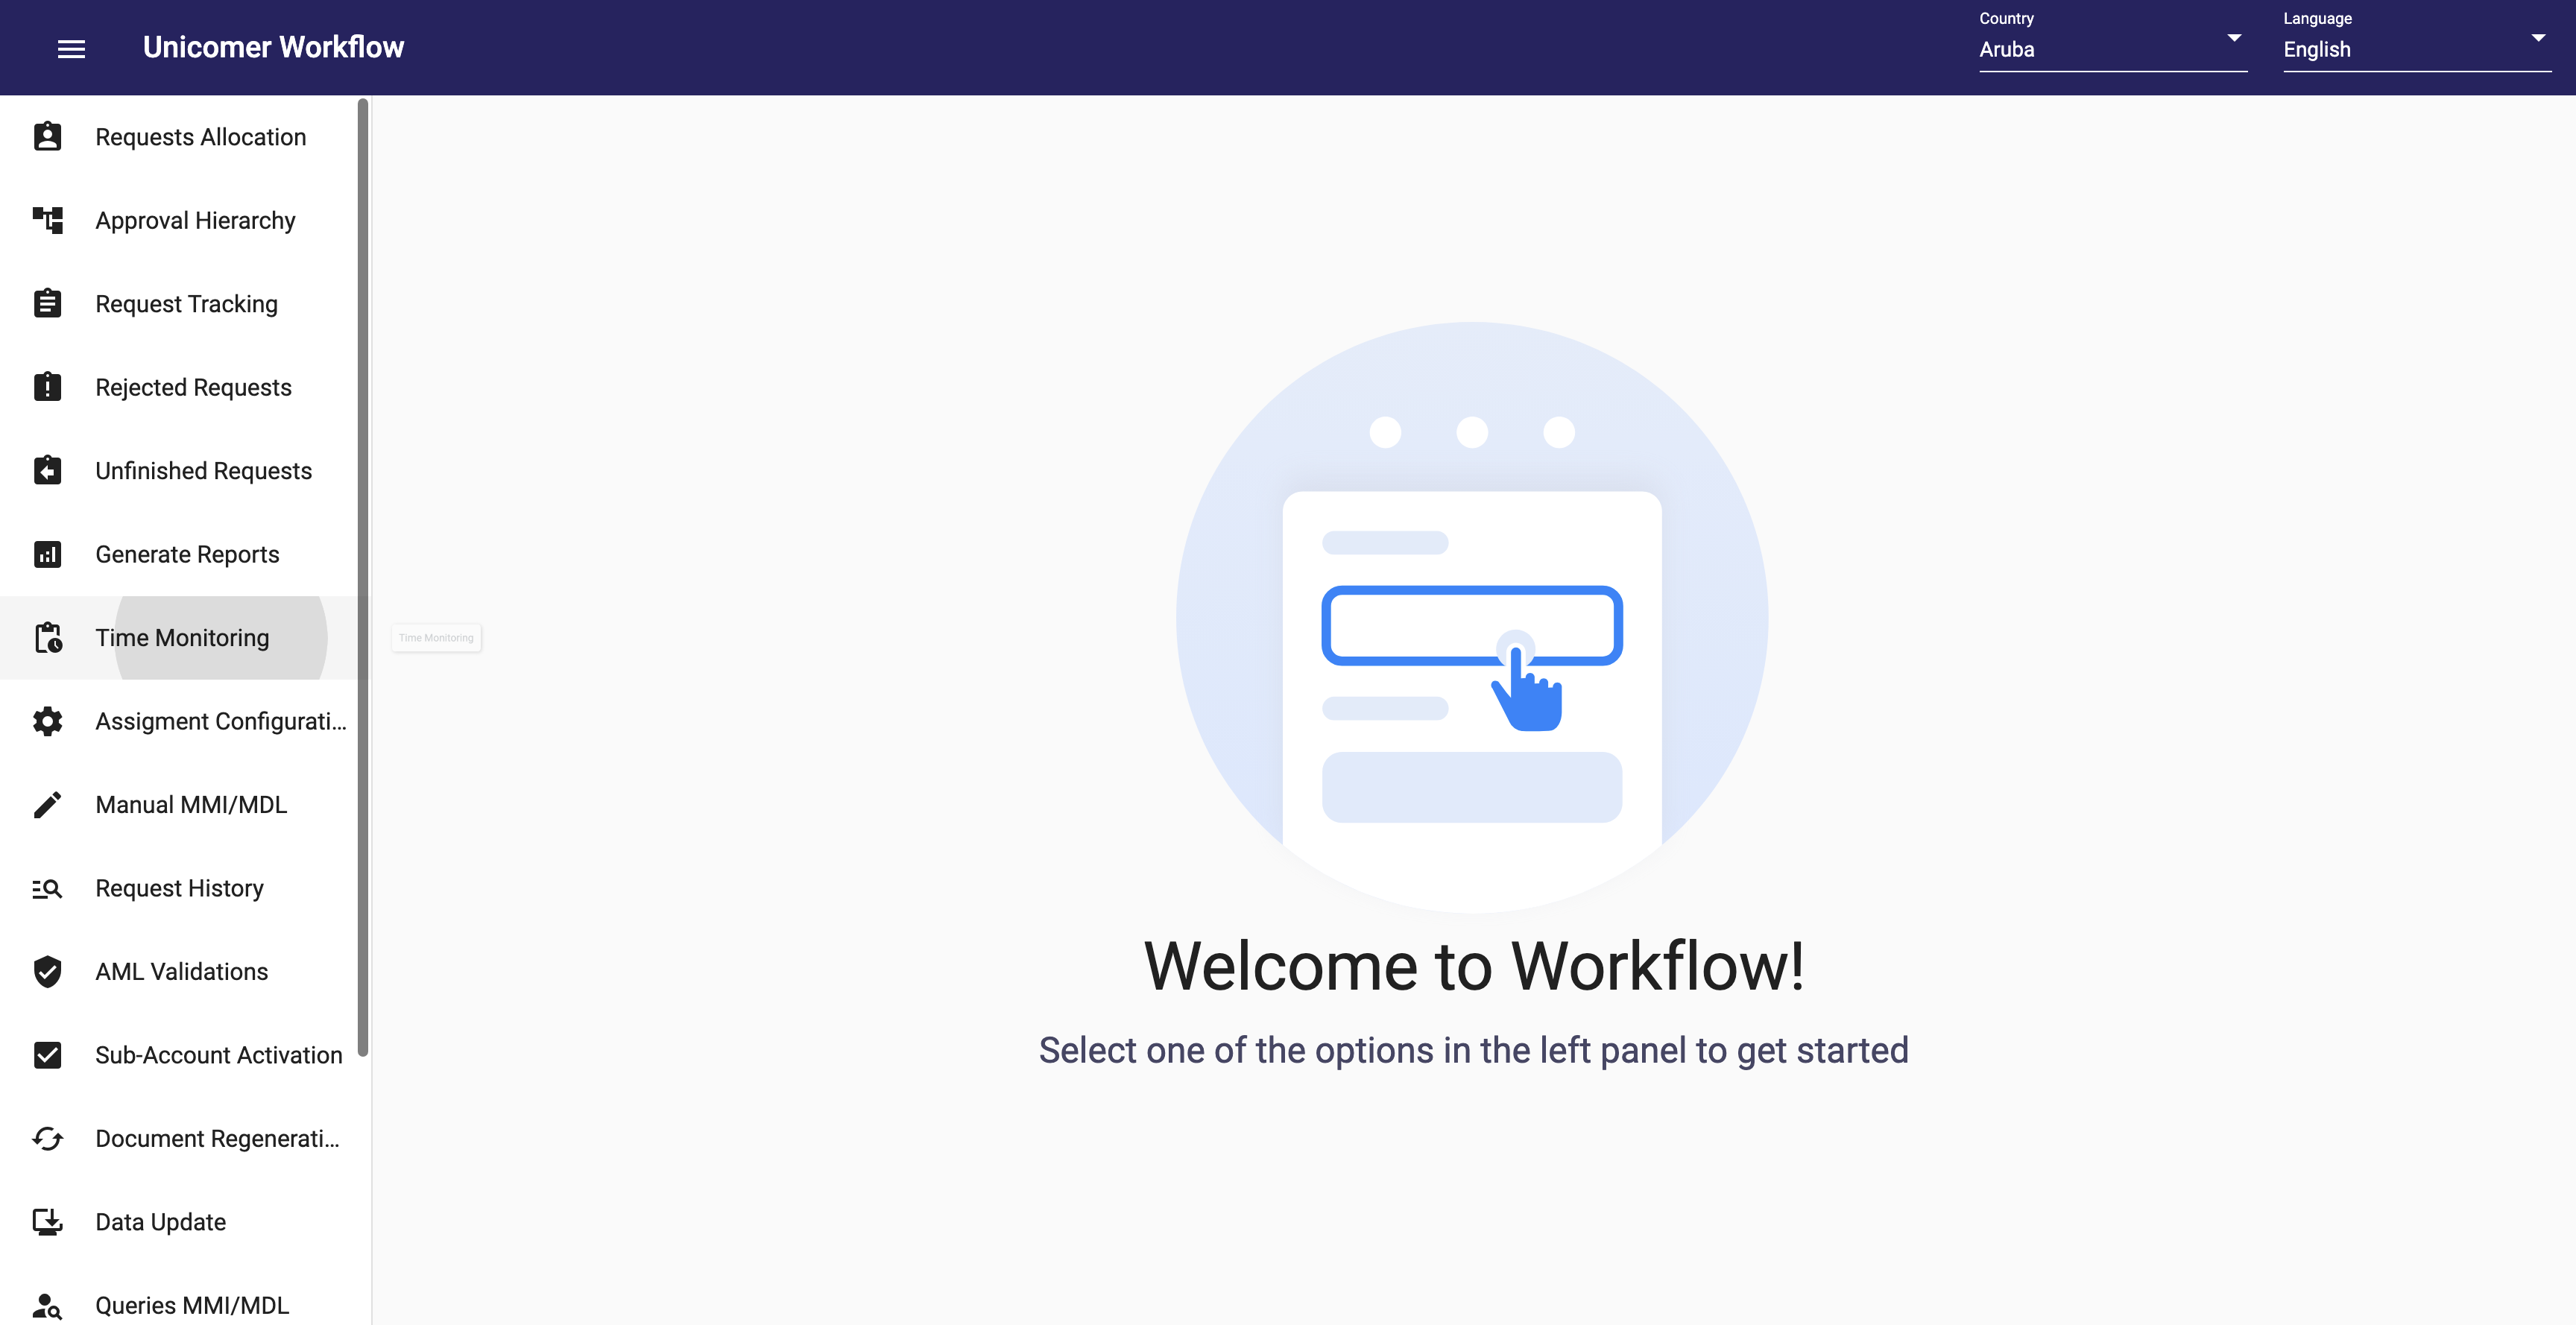 Unicomer Workflow
Country
Aruba
Language
English
Requests Allocation
Approval Hierarchy
Request Tracking
Rejected Requests
Unfinished Requests
Generate Reports
Time Monitoring
Time Monitoring
Assigment Configurati...
Manual MMI/MDL
Request History
AML Validations
Sub-Account Activation
Document Regenerati...
Data Update
Queries MMI/MDL
Welcome to Workflow!
Select one of the options in the left panel to get started